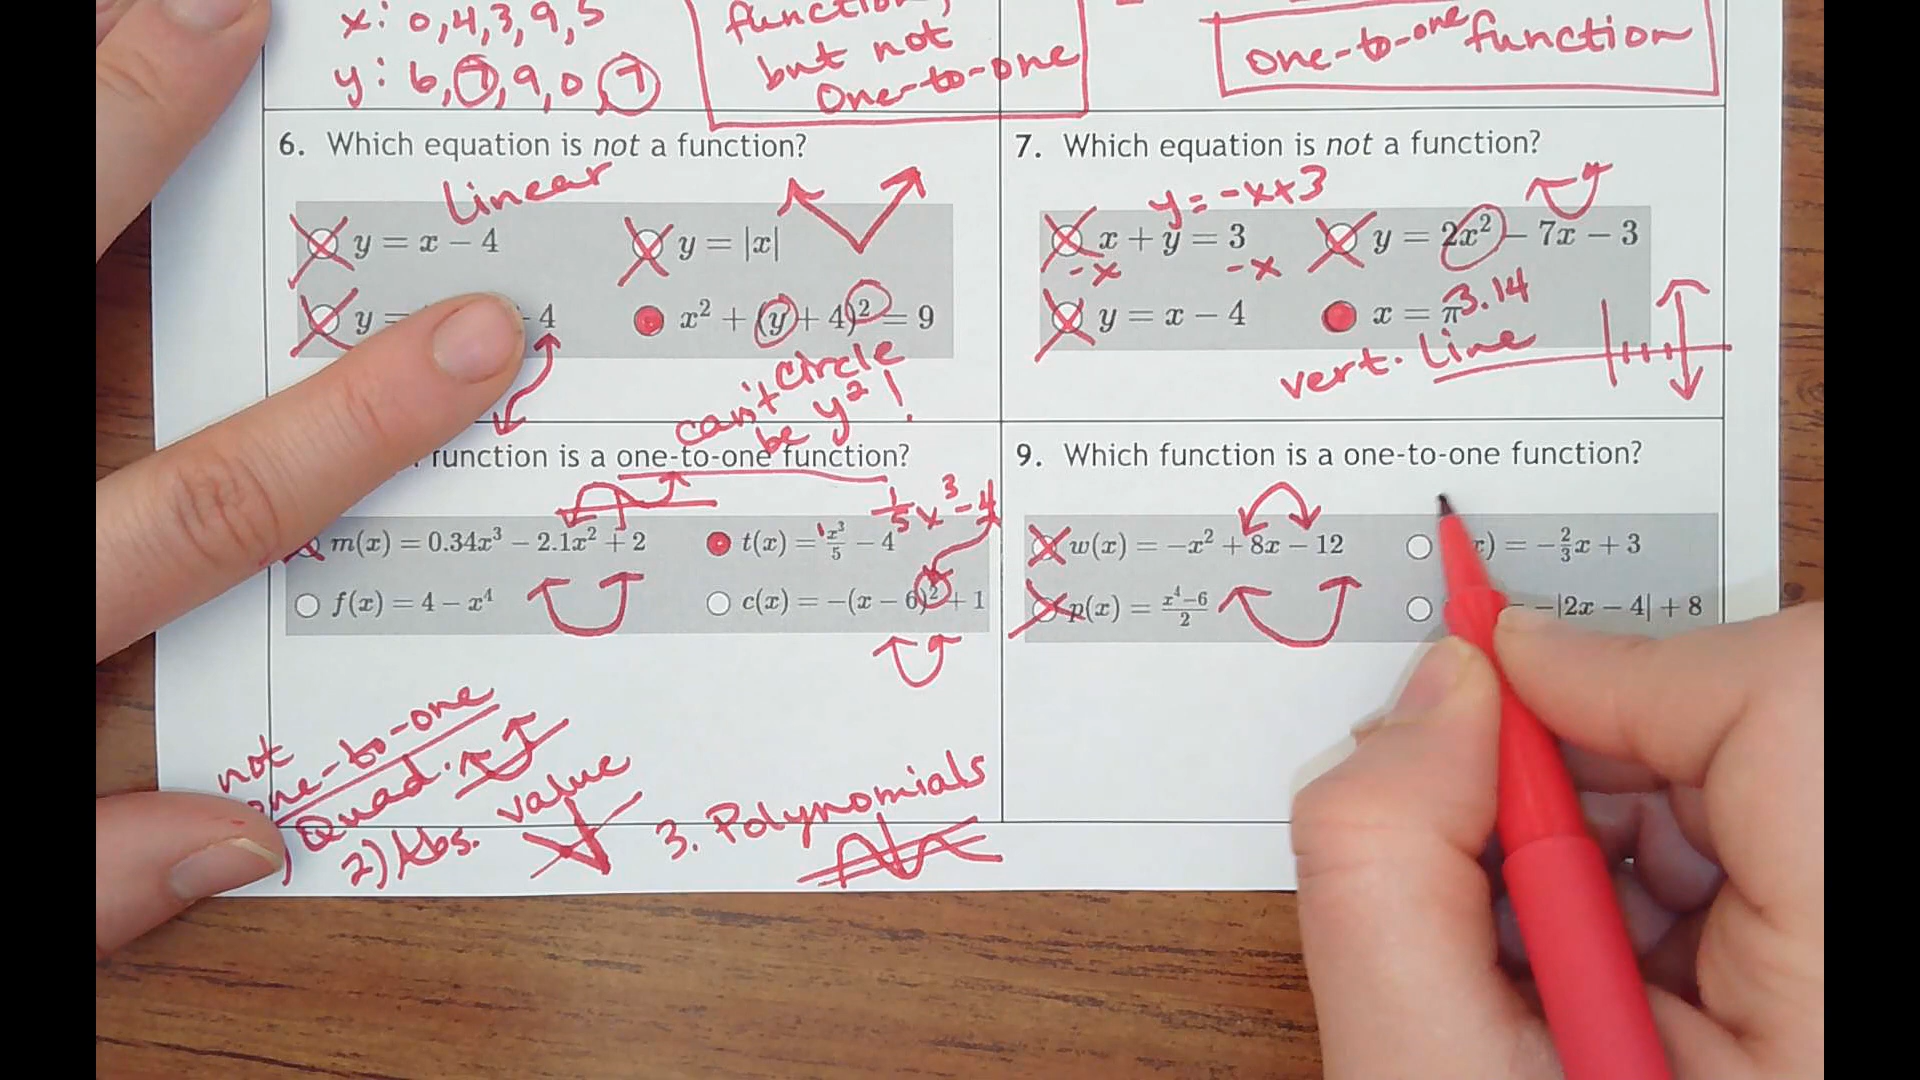 x: 0, 4, 3, 9, 5
y: 6, 7, 9, 0, 7
function,
but not
one-to-one
one-to-one function
6. Which equation is not a function?
linear
y = x − 4
y = |x|
y =
4
x² + (y + 4)² = 9
circle
can't
be y²!
7. Which equation is not a function?
y = -x + 3
x + y = 3
-x -x
y = 2x² − 7x − 3
y = x − 4
x = π
3.14
vert. line
function is a one-to-one function?
m(x) = 0.34x³ − 2.1x² + 2
t(x) = x³/5 − 4
1/5 x³ - 4
f(x) = 4 − x⁴
c(x) = −(x − 6)² + 1
9. Which function is a one-to-one function?
w(x) = −x² + 8x − 12
x) = −2/3x + 3
p(x) = x⁴−6/2
−|2x − 4| + 8
not
one-to-one
) Quad.
2) Abs. value
3. Polynomials